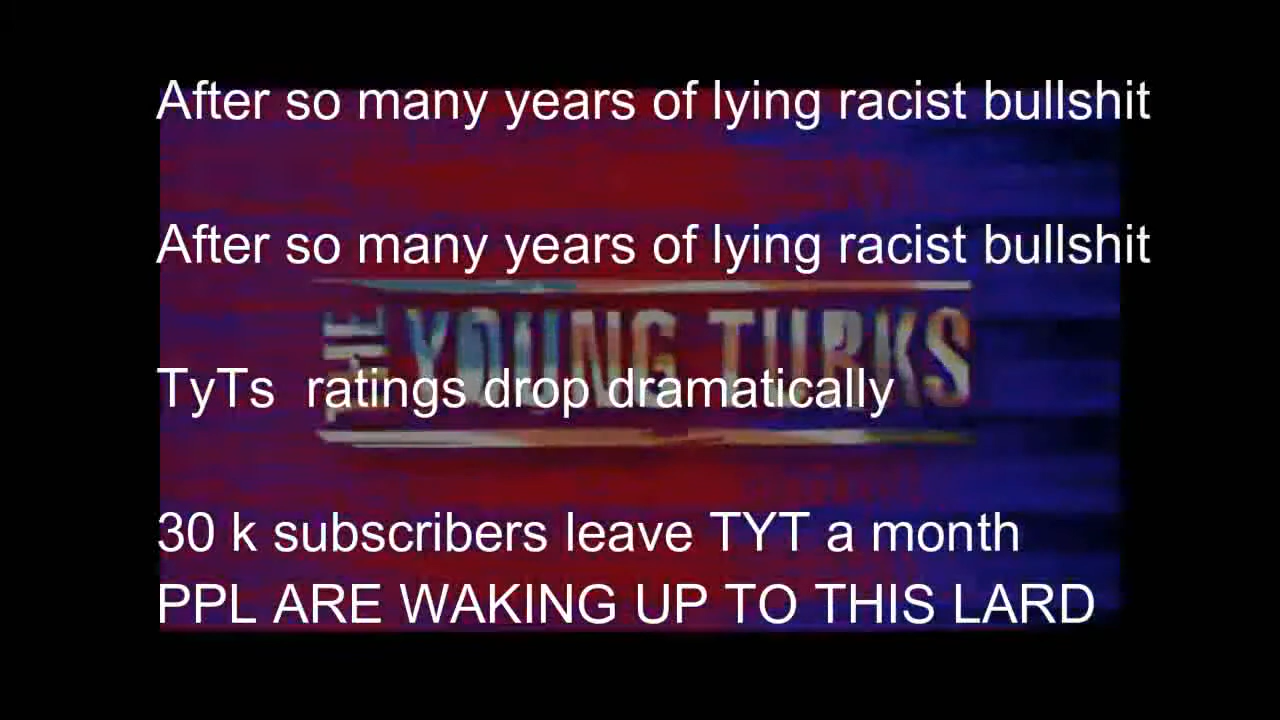 After so many years of lying racist bullshit
After so many years of lying racist bullshit
THE YOUNG TURKS
TyTs ratings drop dramatically
30 k subscribers leave TYT a month
PPL ARE WAKING UP TO THIS LARD